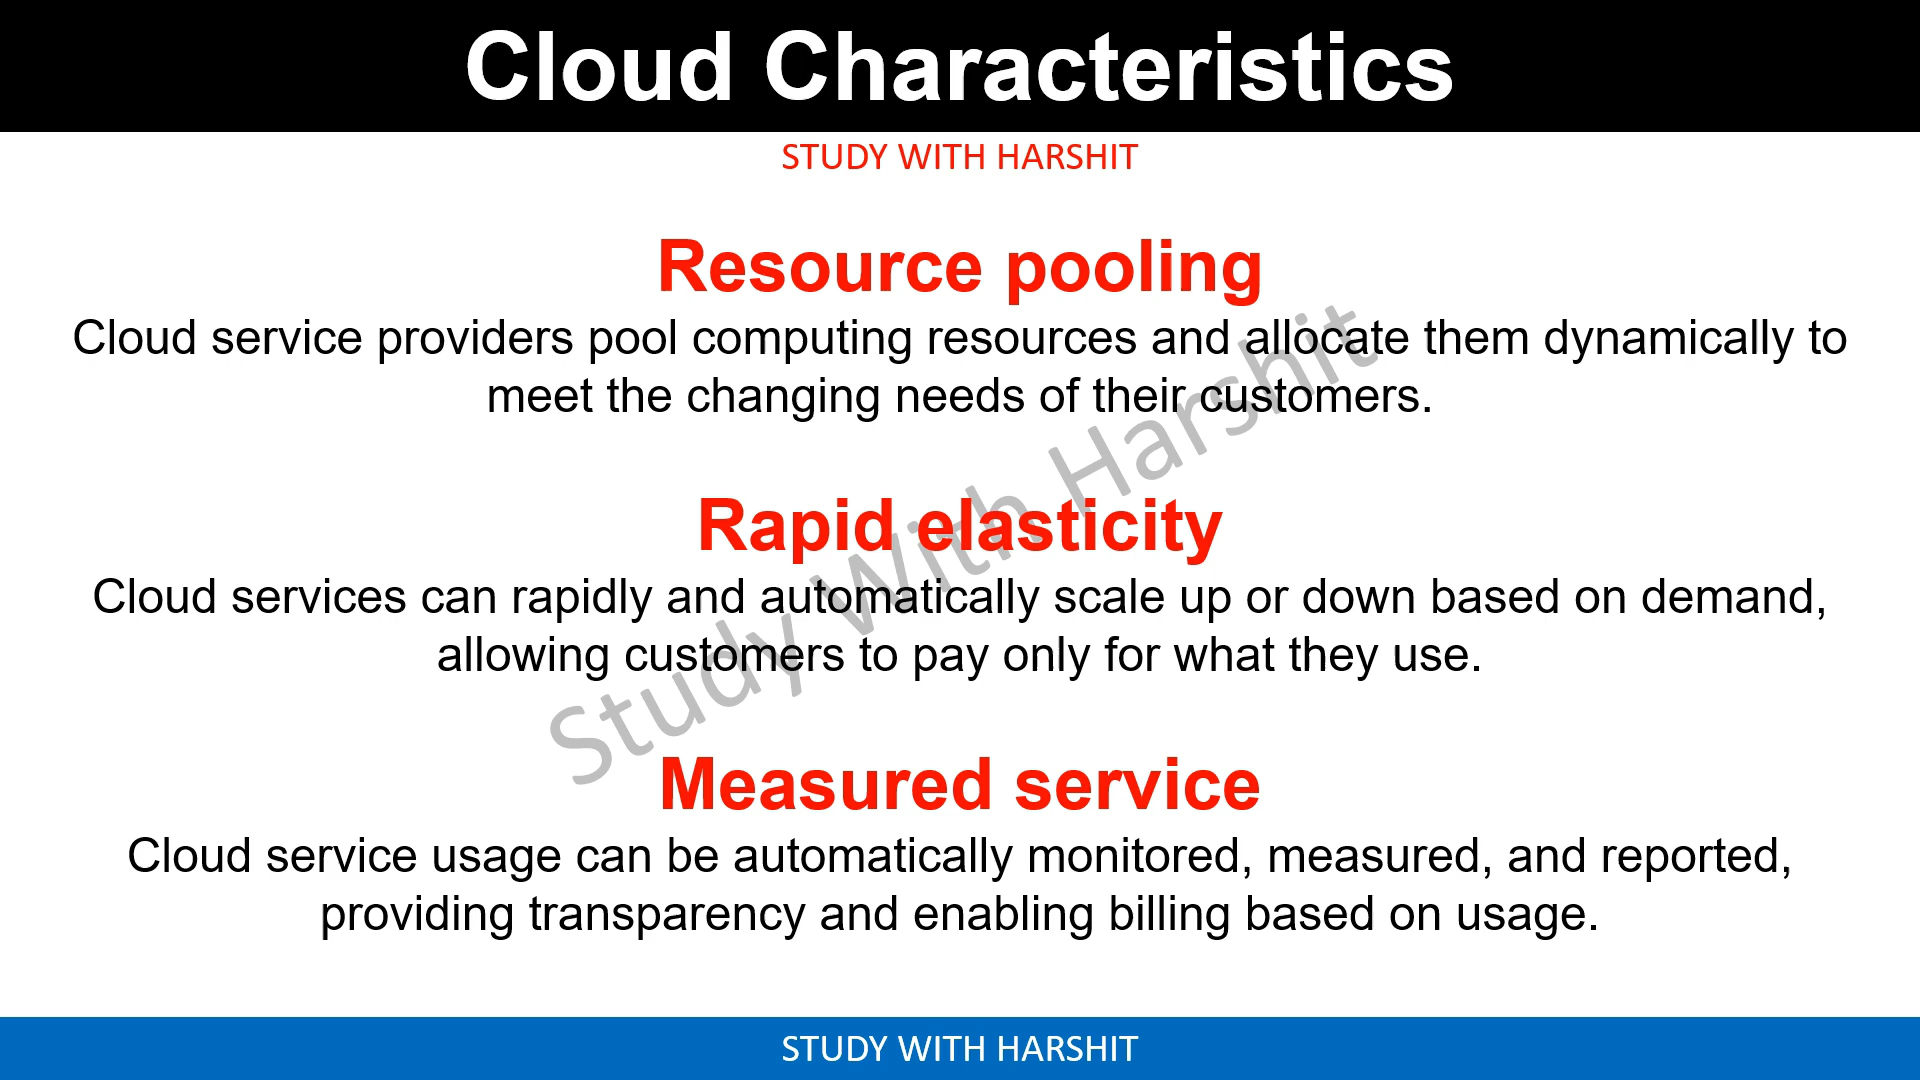 Cloud Characteristics
STUDY WITH HARSHIT
Resource pooling
Cloud service providers pool computing resources and allocate them dynamically to
meet the changing needs of their customers.
Rapid elasticity
Cloud services can rapidly and automatically scale up or down based on demand,
allowing customers to pay only for what they use.
Measured service
Cloud service usage can be automatically monitored, measured, and reported,
providing transparency and enabling billing based on usage.
Study With Harshit
STUDY WITH HARSHIT